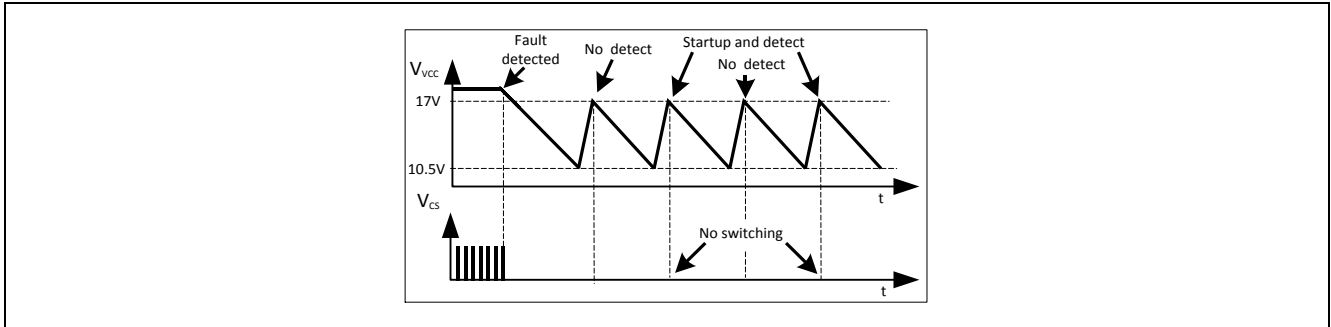 Fault
detected
No detect
Startup and detect
No detect
Vvcc
17V
10.5V
t
Vcs
No switching
t